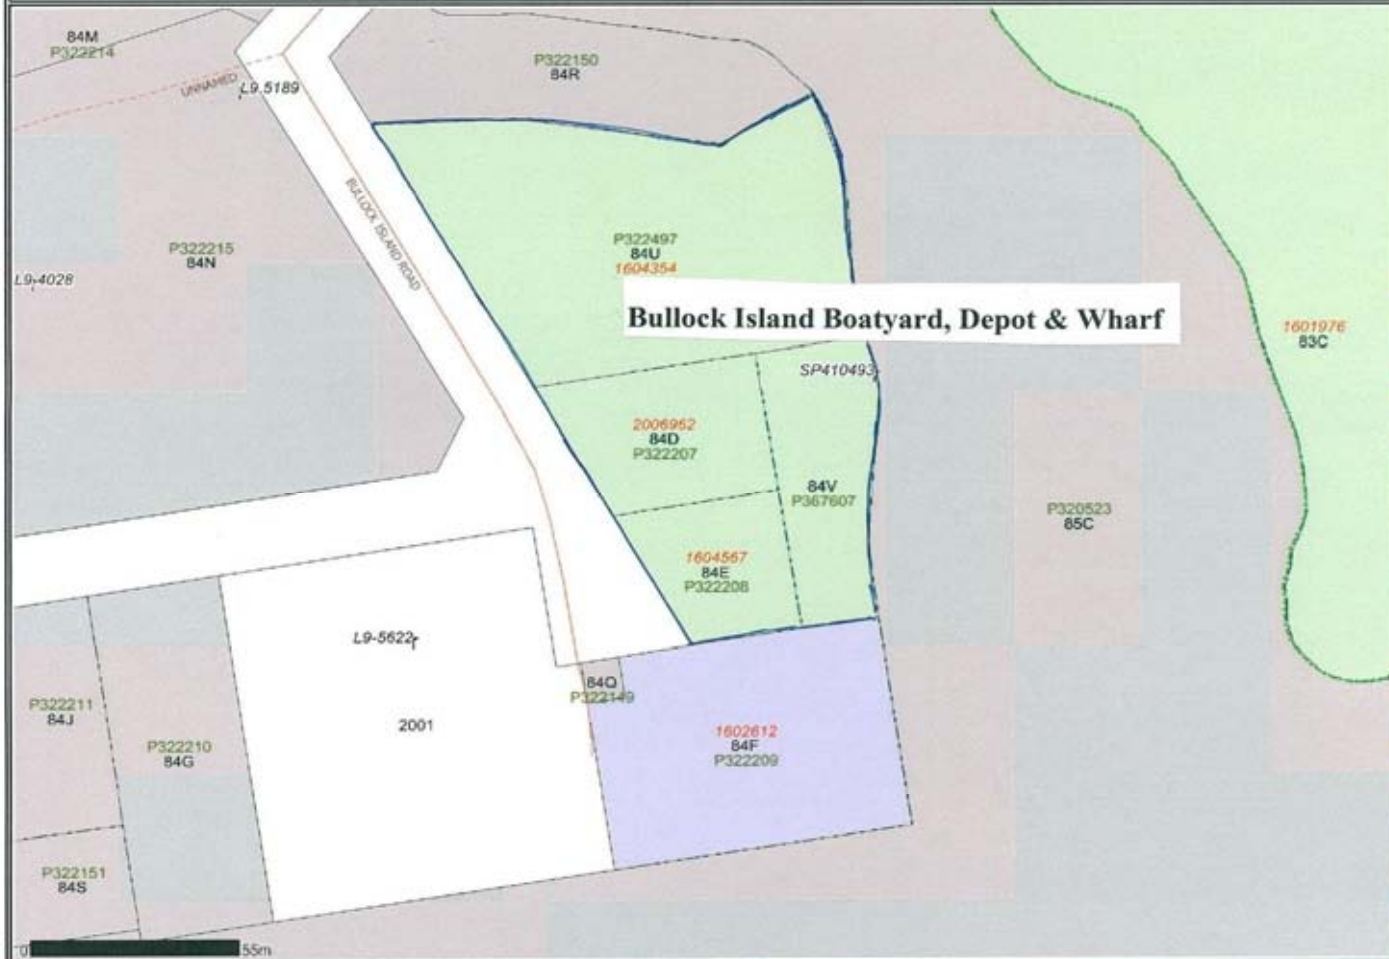 84M
P322214
P322150
84R
UNNAMED
L9-5189
BULLOCK ISLAND ROAD
P322215
84N
L9-4028
P322497
84U
1604354
Bullock Island Boatyard, Depot & Wharf
1601976
83C
SP410493
2006962
84D
P322207
84V
P367607
P320523
85C
1604567
84E
P322208
L9-5622
84Q
P322149
P322211
84J
2001
1602612
84F
P322209
P322210
84G
P322151
84S
0
55m